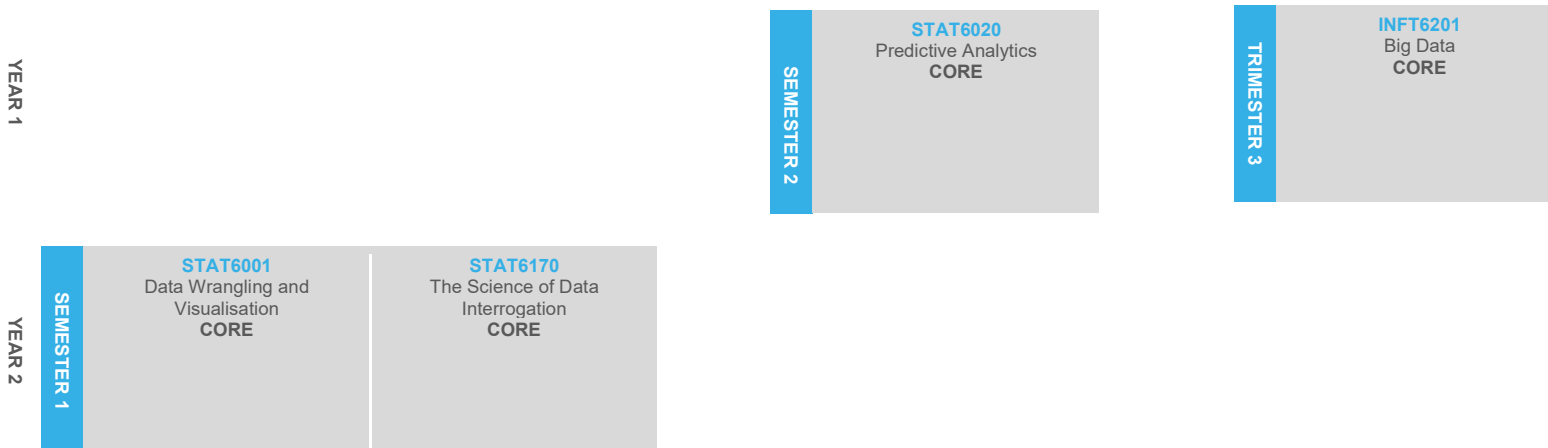 YEAR 1
SEMESTER 2
STAT6020
Predictive Analytics
CORE
TRIMESTER 3
INFT6201
Big Data
CORE
YEAR 2
SEMESTER 1
STAT6001
Data Wrangling and
Visualisation
CORE
STAT6170
The Science of Data
Interrogation
CORE